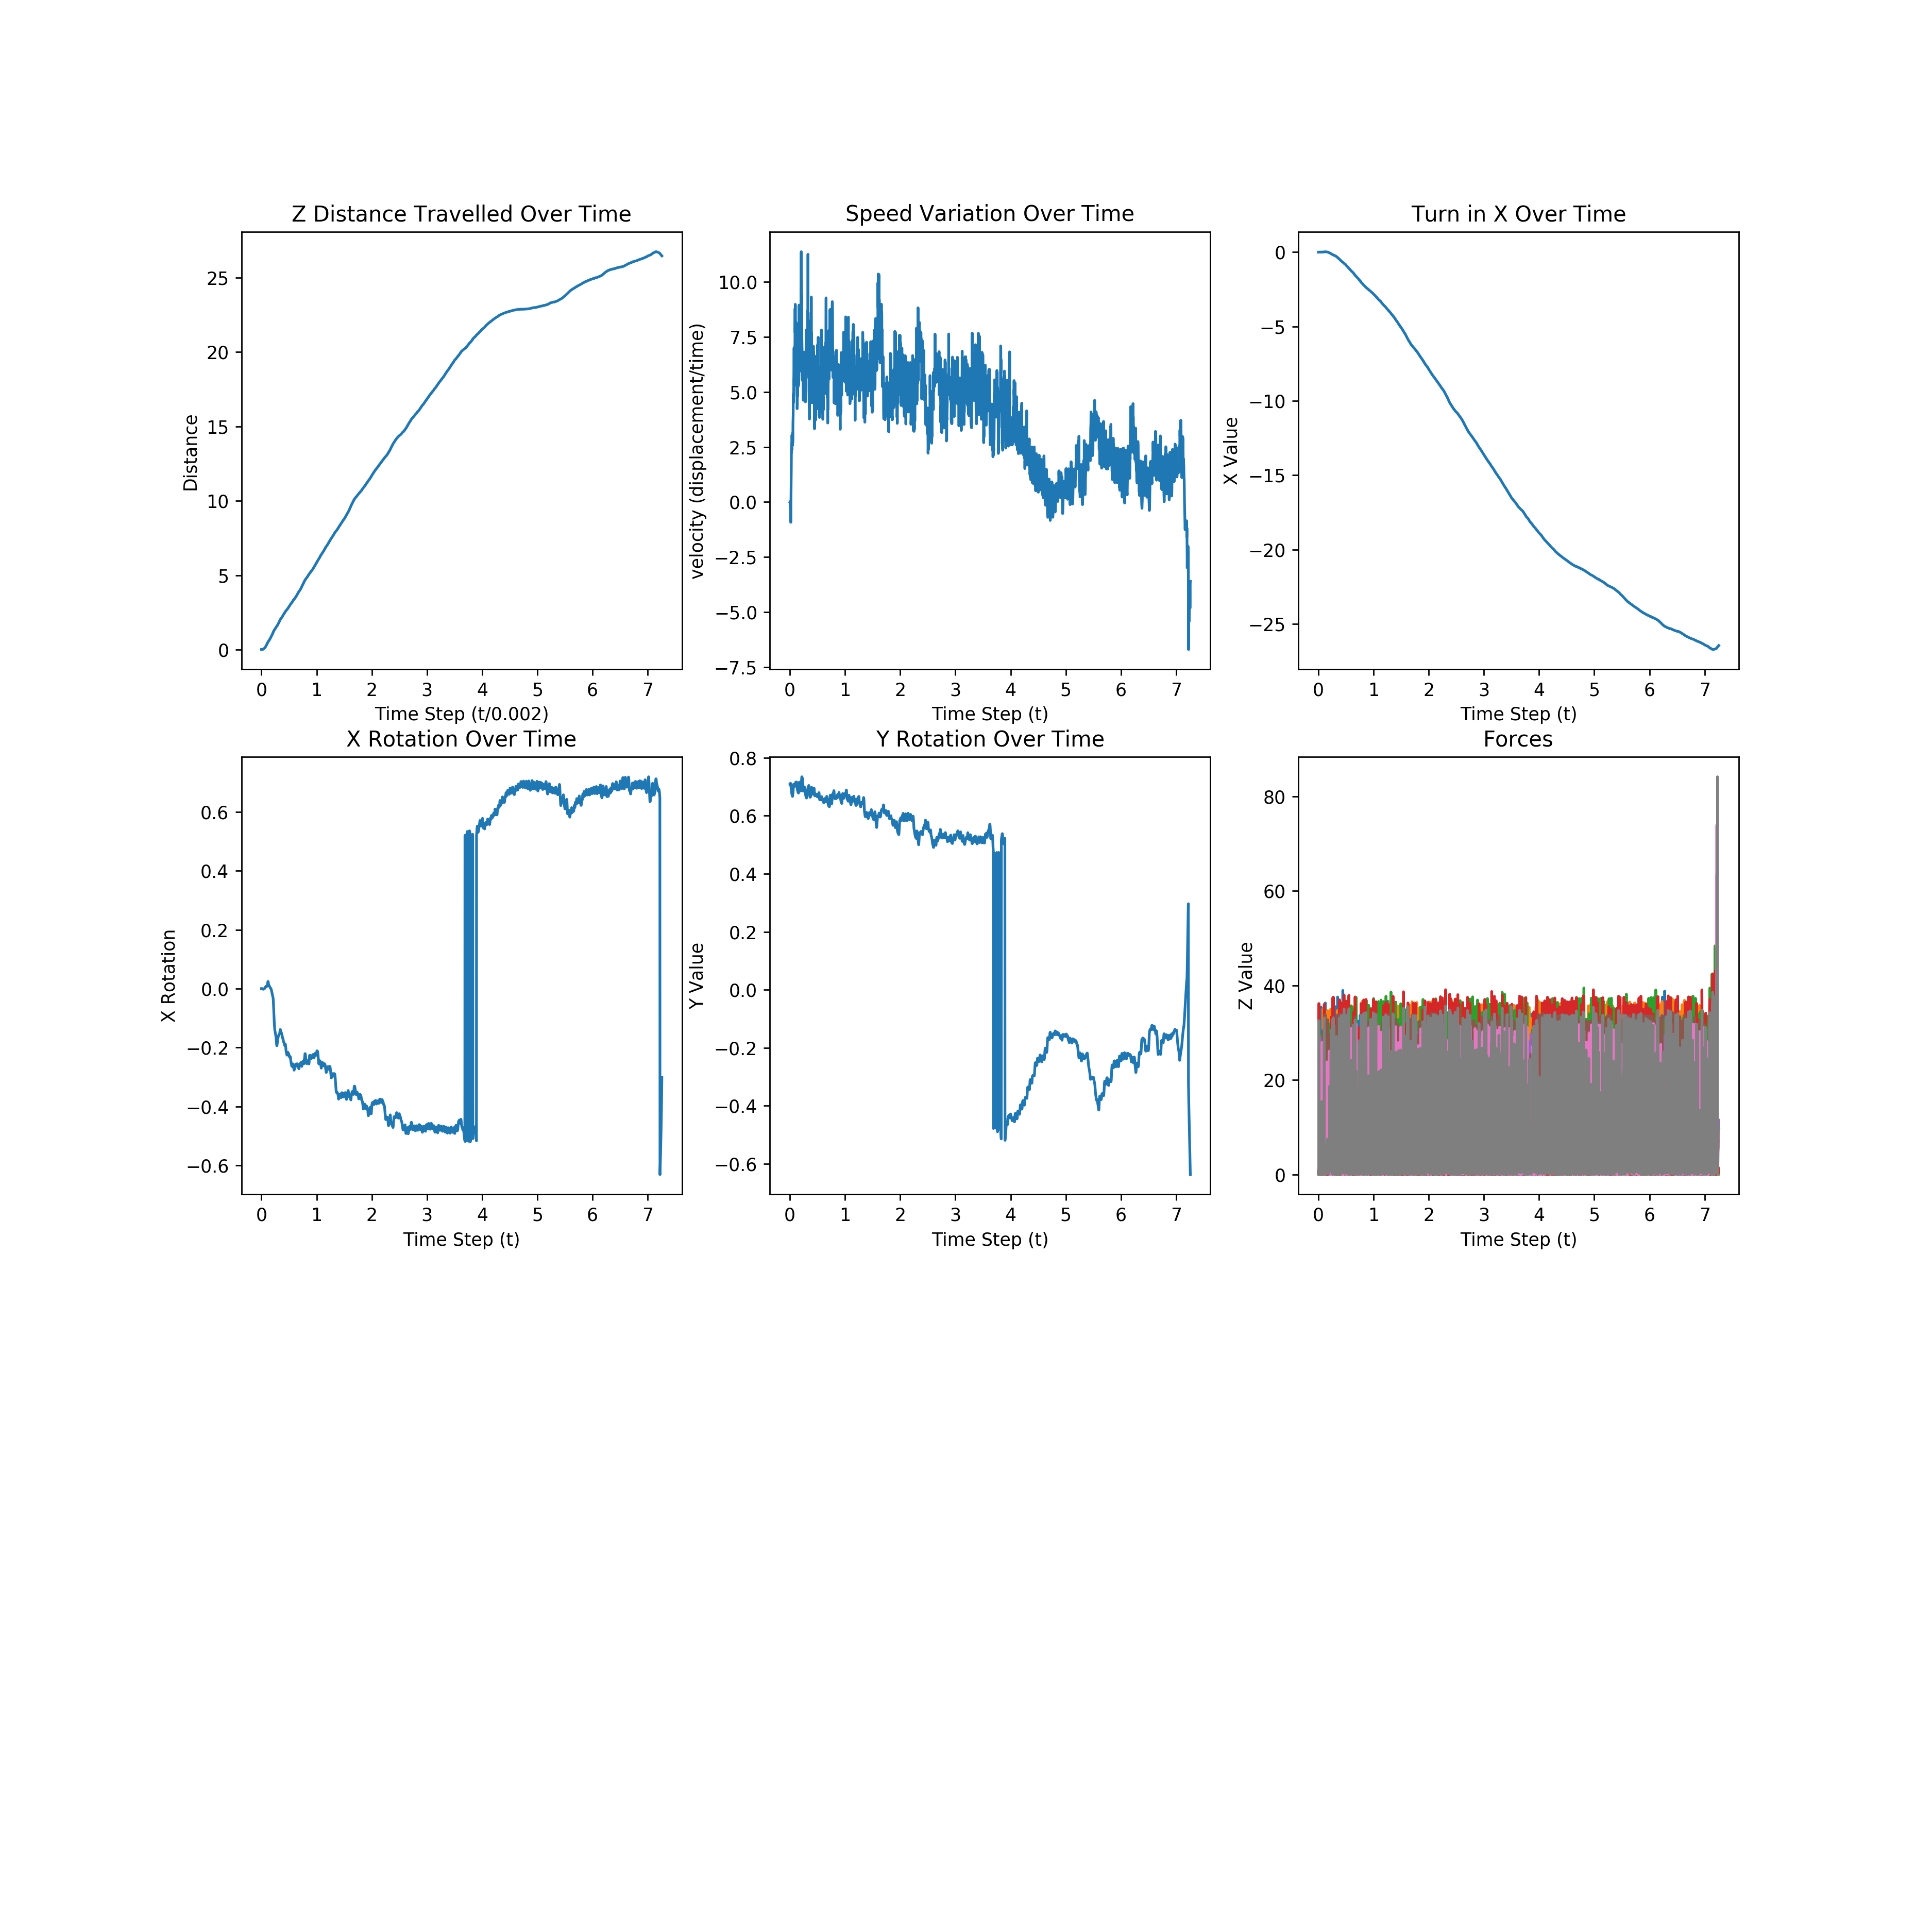 Z Distance Travelled Over Time
Distance
25
20
15
10
5
0
0 1 2 3 4 5 6 7
Time Step (t/0.002)
Speed Variation Over Time
velocity (displacement/time)
10.0
7.5
5.0
2.5
0.0
−2.5
−5.0
−7.5
0 1 2 3 4 5 6 7
Time Step (t)
Turn in X Over Time
X Value
0
−5
−10
−15
−20
−25
0 1 2 3 4 5 6 7
Time Step (t)
X Rotation Over Time
X Rotation
0.6
0.4
0.2
0.0
−0.2
−0.4
−0.6
0 1 2 3 4 5 6 7
Time Step (t)
Y Rotation Over Time
Y Value
0.8
0.6
0.4
0.2
0.0
−0.2
−0.4
−0.6
0 1 2 3 4 5 6 7
Time Step (t)
Forces
Z Value
80
60
40
20
0
0 1 2 3 4 5 6 7
Time Step (t)